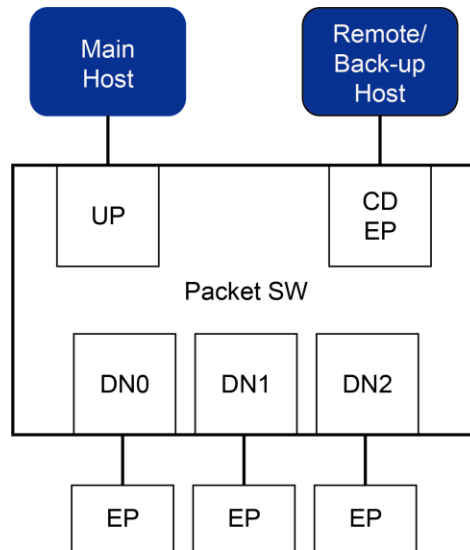 Main
Host
Remote/
Back-up
Host
UP
CD
EP
Packet SW
DN0
DN1
DN2
EP
EP
EP